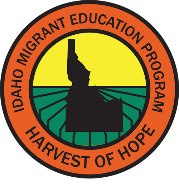 IDAHO MIGRANT EDUCATION PROGRAM
HARVEST OF HOPE